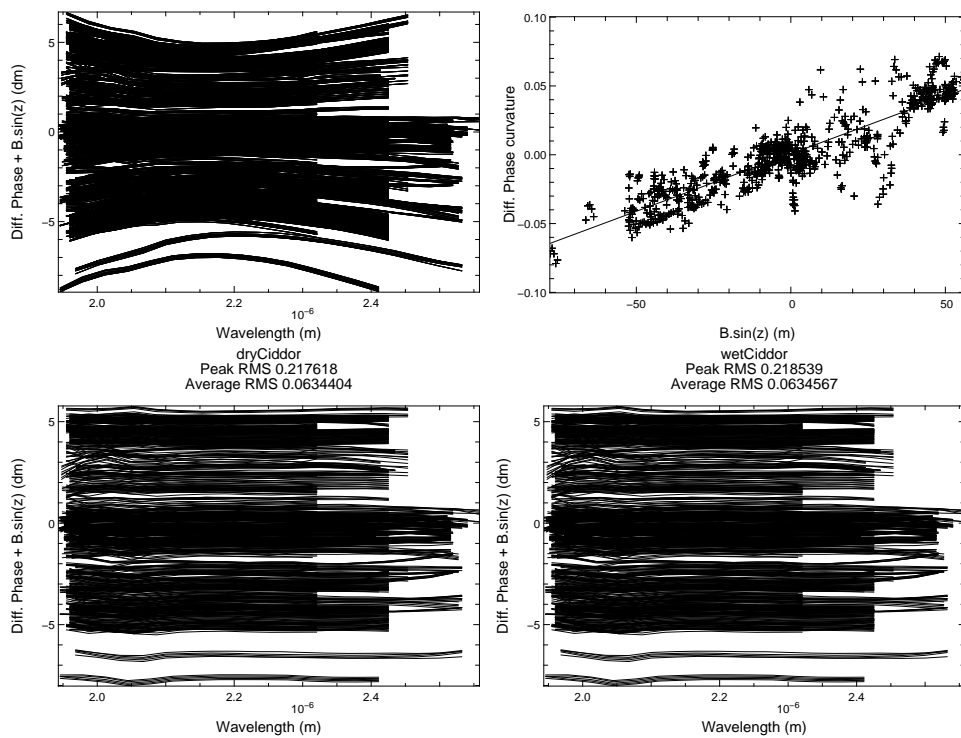 Diff. Phase + B.sin(z) (dm)
5
0
−5
2.0
2.2
2.4
10⁻⁶
Wavelength (m)
Diff. Phase curvature
0.10
0.05
0.00
−0.05
−0.10
−50
0
50
B.sin(z) (m)
dryCiddor
Peak RMS 0.217618
Average RMS 0.0634404
Diff. Phase + B.sin(z) (dm)
5
0
−5
2.0
2.2
2.4
10⁻⁶
Wavelength (m)
wetCiddor
Peak RMS 0.218539
Average RMS 0.0634567
Diff. Phase + B.sin(z) (dm)
5
0
−5
2.0
2.2
2.4
10⁻⁶
Wavelength (m)